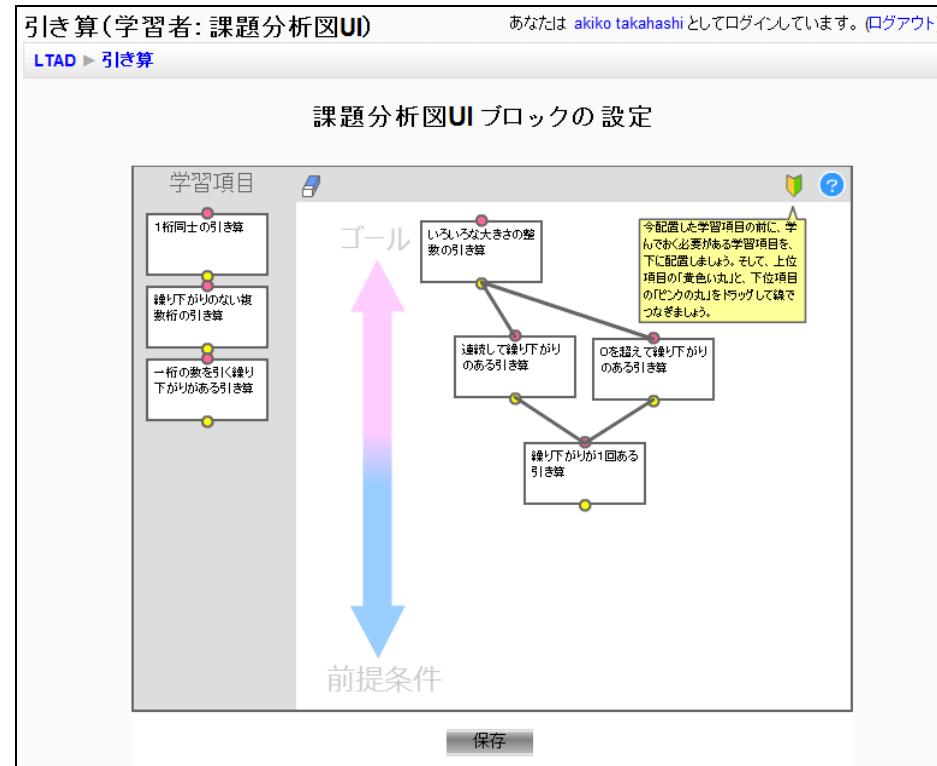 引き算(学習者: 課題分析図UI)
あなたは akiko takahashi としてログインしています。(ログアウト
LTAD ► 引き算
課題分析図UI ブロックの 設定
学習項目
?
1桁同士の引き算
繰り下がりのない複
数桁の引き算
一桁の数を引く繰り
下がりがある引き算
ゴール
いろいろな大きさの整
数の引き算
今配置した学習項目の前に、学
んでおく必要がある学習項目を、
下に配置しましょう。そして、上位
項目の「黄色い丸」と、下位項目
の「ピンクの丸」をドラッグして線で
つなぎましょう。
連続して繰り下がり
のある引き算
0を超えて繰り下がり
のある引き算
繰り下がりが1回ある
引き算
前提条件
保存